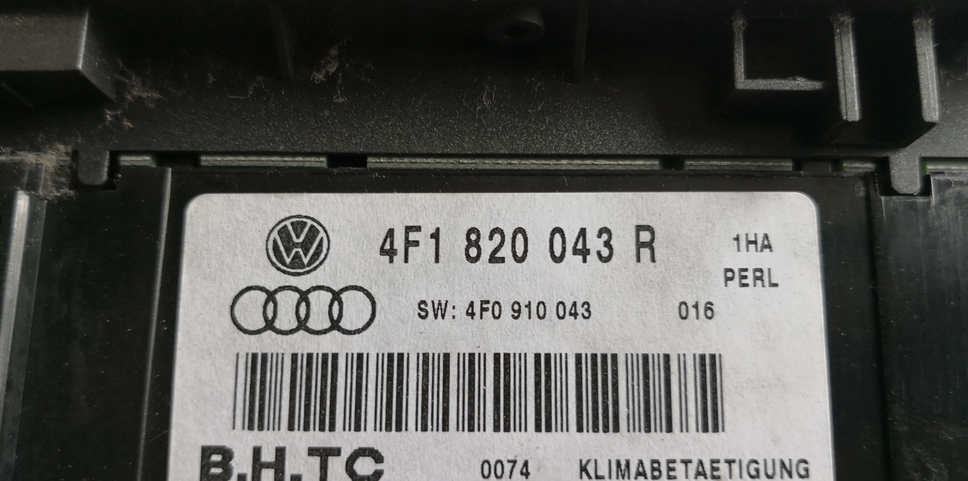 4F1 820 043 R 1HA
PERL
SW: 4F0 910 043 016
B.H.TC 0074 KLIMABETAETIGUNG